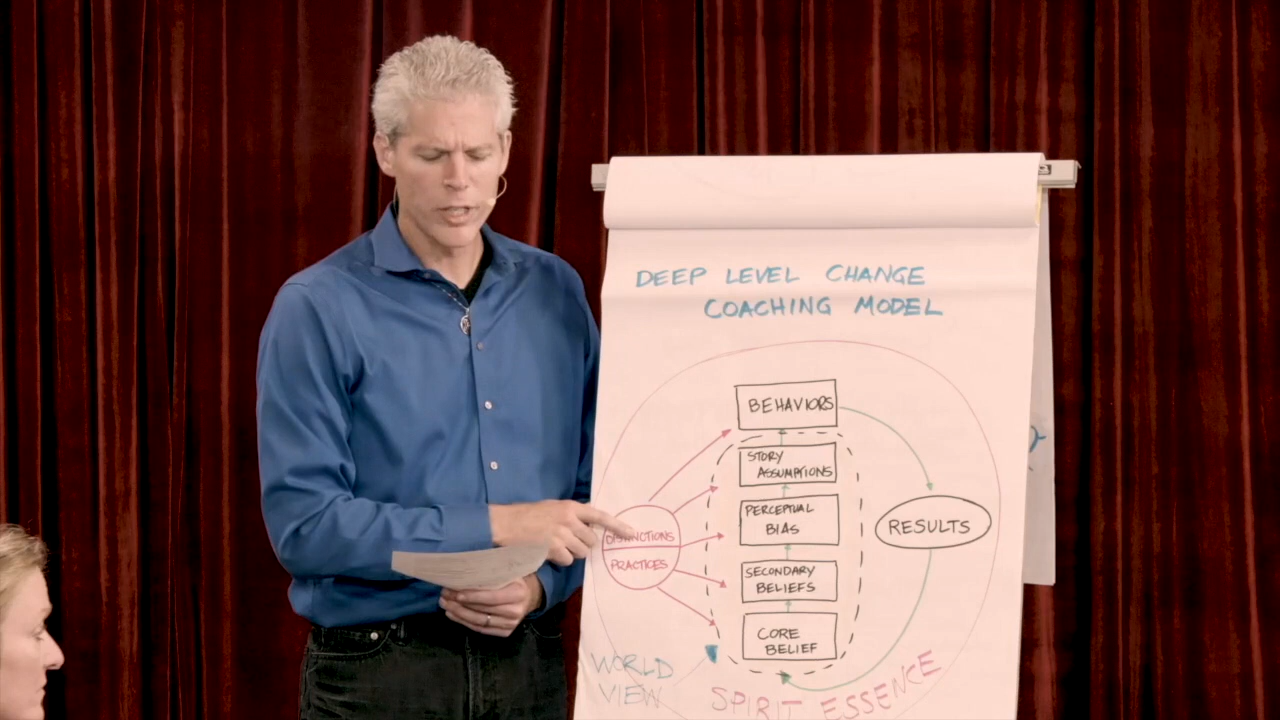 DEEP LEVEL CHANGE
COACHING MODEL
BEHAVIORS
STORY
ASSUMPTIONS
PERCEPTUAL
BIAS
SECONDARY
BELIEFS
CORE
BELIEF
DISTINCTIONS
PRACTICES
RESULTS
WORLD
VIEW
SPIRIT ESSENCE